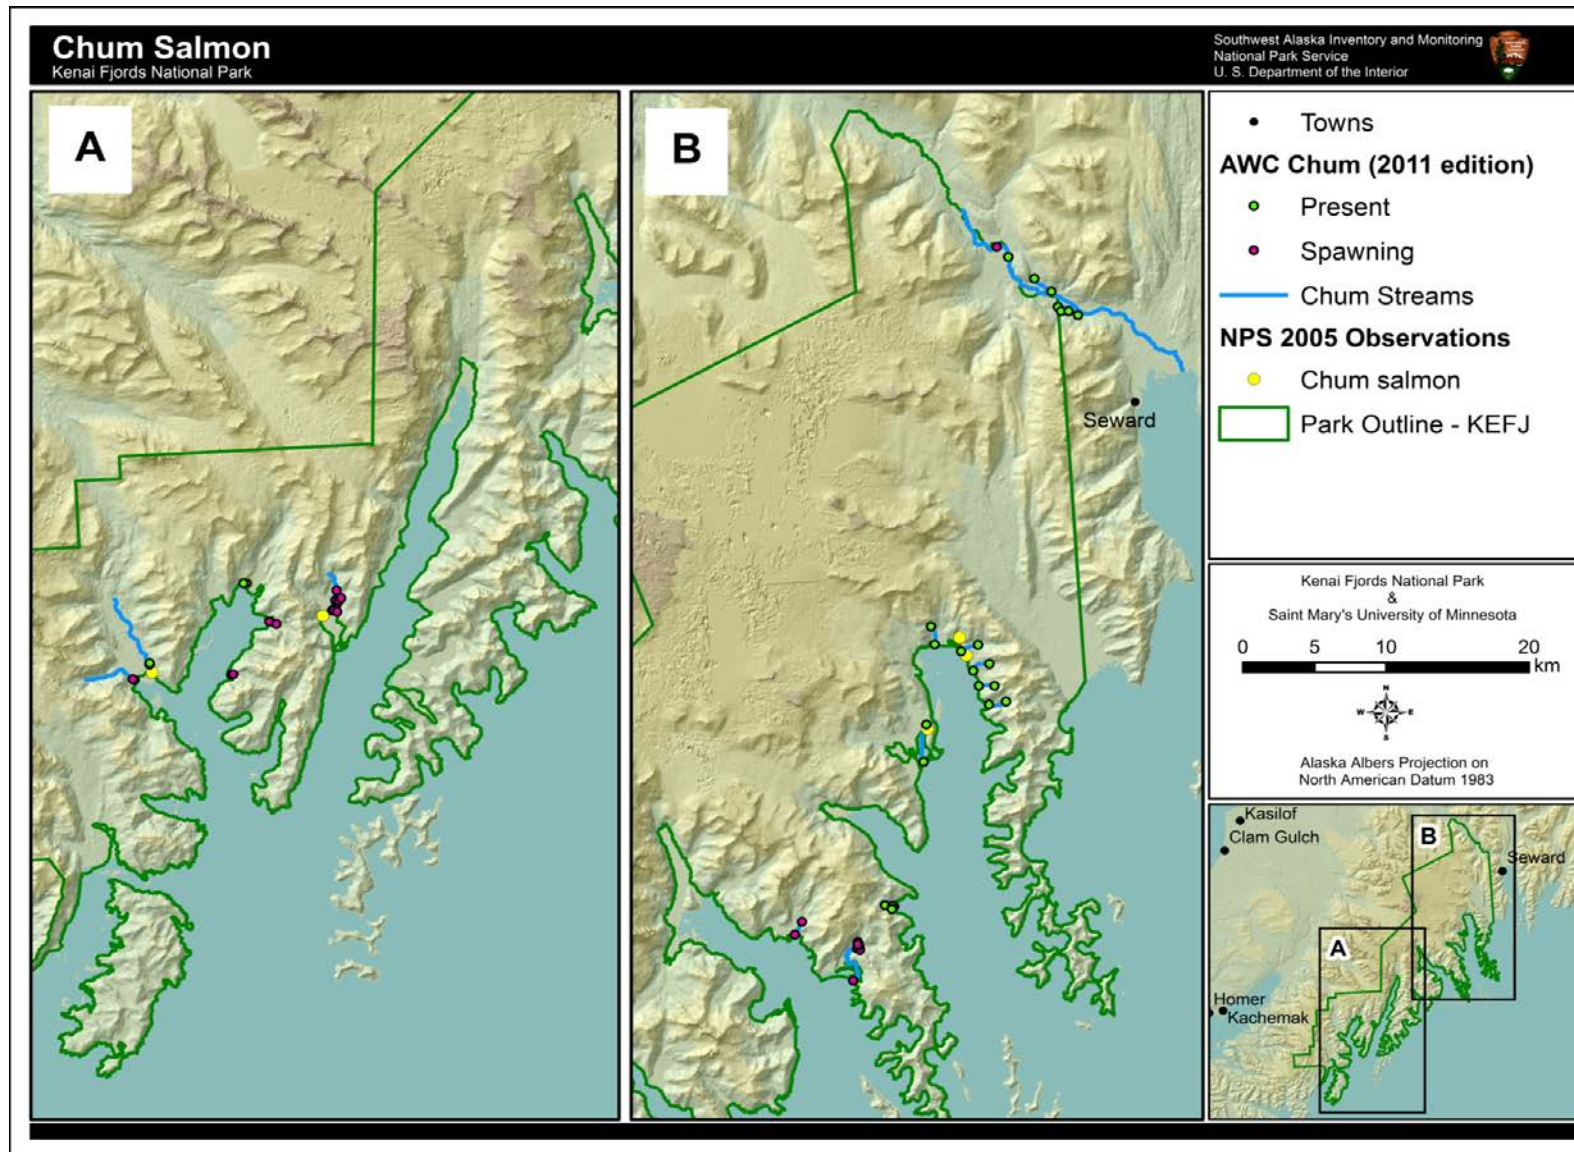 Chum Salmon
Kenai Fjords National Park
Southwest Alaska Inventory and Monitoring
National Park Service
U. S. Department of the Interior
A
B
Seward
Towns
AWC Chum (2011 edition)
Present
Spawning
Chum Streams
NPS 2005 Observations
Chum salmon
Park Outline - KEFJ
Kenai Fjords National Park
&
Saint Mary's University of Minnesota
0 5 10 20
km
N
W E
S
Alaska Albers Projection on
North American Datum 1983
Kasilof
Clam Gulch
B
Seward
A
Homer
Kachemak